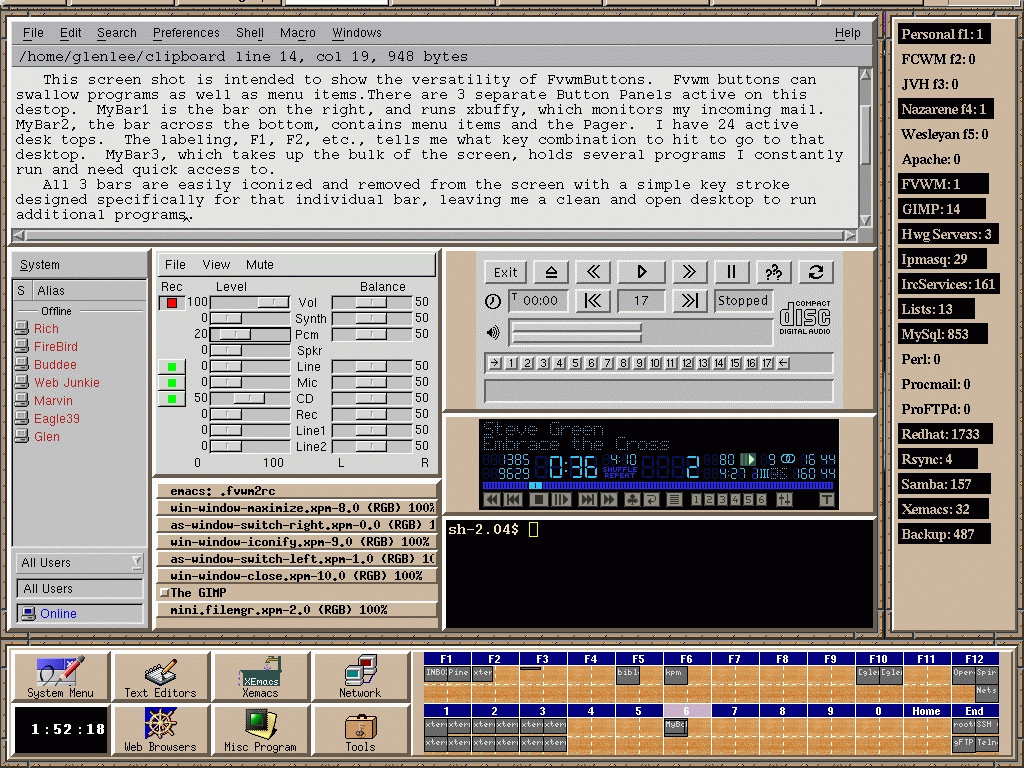 File Edit Search Preferences Shell Macro Windows Help
/home/glenlee/clipboard line 14, col 19, 948 bytes
This screen shot is intended to show the versatility of FvwmButtons. Fvwm buttons can
swallow programs as well as menu items.There are 3 separate Button Panels active on this
destop. MyBar1 is the bar on the right, and runs xbuffy, which monitors my incoming mail.
MyBar2, the bar across the bottom, contains menu items and the Pager. I have 24 active
desk tops. The labeling, F1, F2, etc., tells me what key combination to hit to go to that
desktop. MyBar3, which takes up the bulk of the screen, holds several programs I constantly
run and need quick access to.
All 3 bars are easily iconized and removed from the screen with a simple key stroke
designed specifically for that individual bar, leaving me a clean and open desktop to run
additional programs.
Personal f1: 1
FCWM f2: 0
JVH f3: 0
Nazarene f4: 1
Wesleyan f5: 0
Apache: 0
FVWM: 1
GIMP: 14
Hwg Servers: 3
Ipmasq: 29
IrcServices: 161
Lists: 13
MySql: 853
Perl: 0
Procmail: 0
ProFTPd: 0
Redhat: 1733
Rsync: 4
Samba: 157
Xemacs: 32
Backup: 487
System
S Alias
Offline
Rich
FireBird
Buddee
Web Junkie
Marvin
Eagle39
Glen
All Users
All Users
Online
File View Mute
Rec Level Balance
100 Vol 50
0 Synth 50
20 Pcm 50
0 Spkr
0 Line 50
0 Mic 50
50 CD 50
0 Rec 50
0 Line1 50
0 Line2 50
0 100 L R
emacs: .fvwm2rc
win-window-maximize.xpm-8.0 (RGB) 100%
as-window-switch-right.xpm-0.0 (RGB) 1
win-window-iconify.xpm-9.0 (RGB) 100%
as-window-switch-left.xpm-1.0 (RGB) 10
win-window-close.xpm-10.0 (RGB) 100%
The GIMP
mini.filemgr.xpm-2.0 (RGB) 100%
Exit
T 00:00 17 Stopped
COMPACT
disc
DIGITAL AUDIO
1 2 3 4 5 6 7 8 9 10 11 12 13 14 15 16 17
Steve Green
Embrace the Cross
1385 0:36 4:10 2 80 9 16 44
9629 SHUFFLE 4:27 160 44
REPEAT
1 2 3 4 5 6 T
sh-2.04$
System Menu
Text Editors
XEmacs
Xemacs
Network
1:52:18
Web Browsers
Misc Program
Tools
F1 F2 F3 F4 F5 F6 F7 F8 F9 F10 F11 F12
INBO Pine xter bibl kpm Egle Egle Oper Spir
Nets
1 2 3 4 5 6 7 8 9 0 Home End
xter xter xter xter xter xter MyBo root SSH
xter xter xter xter xter xter gFTP Teln